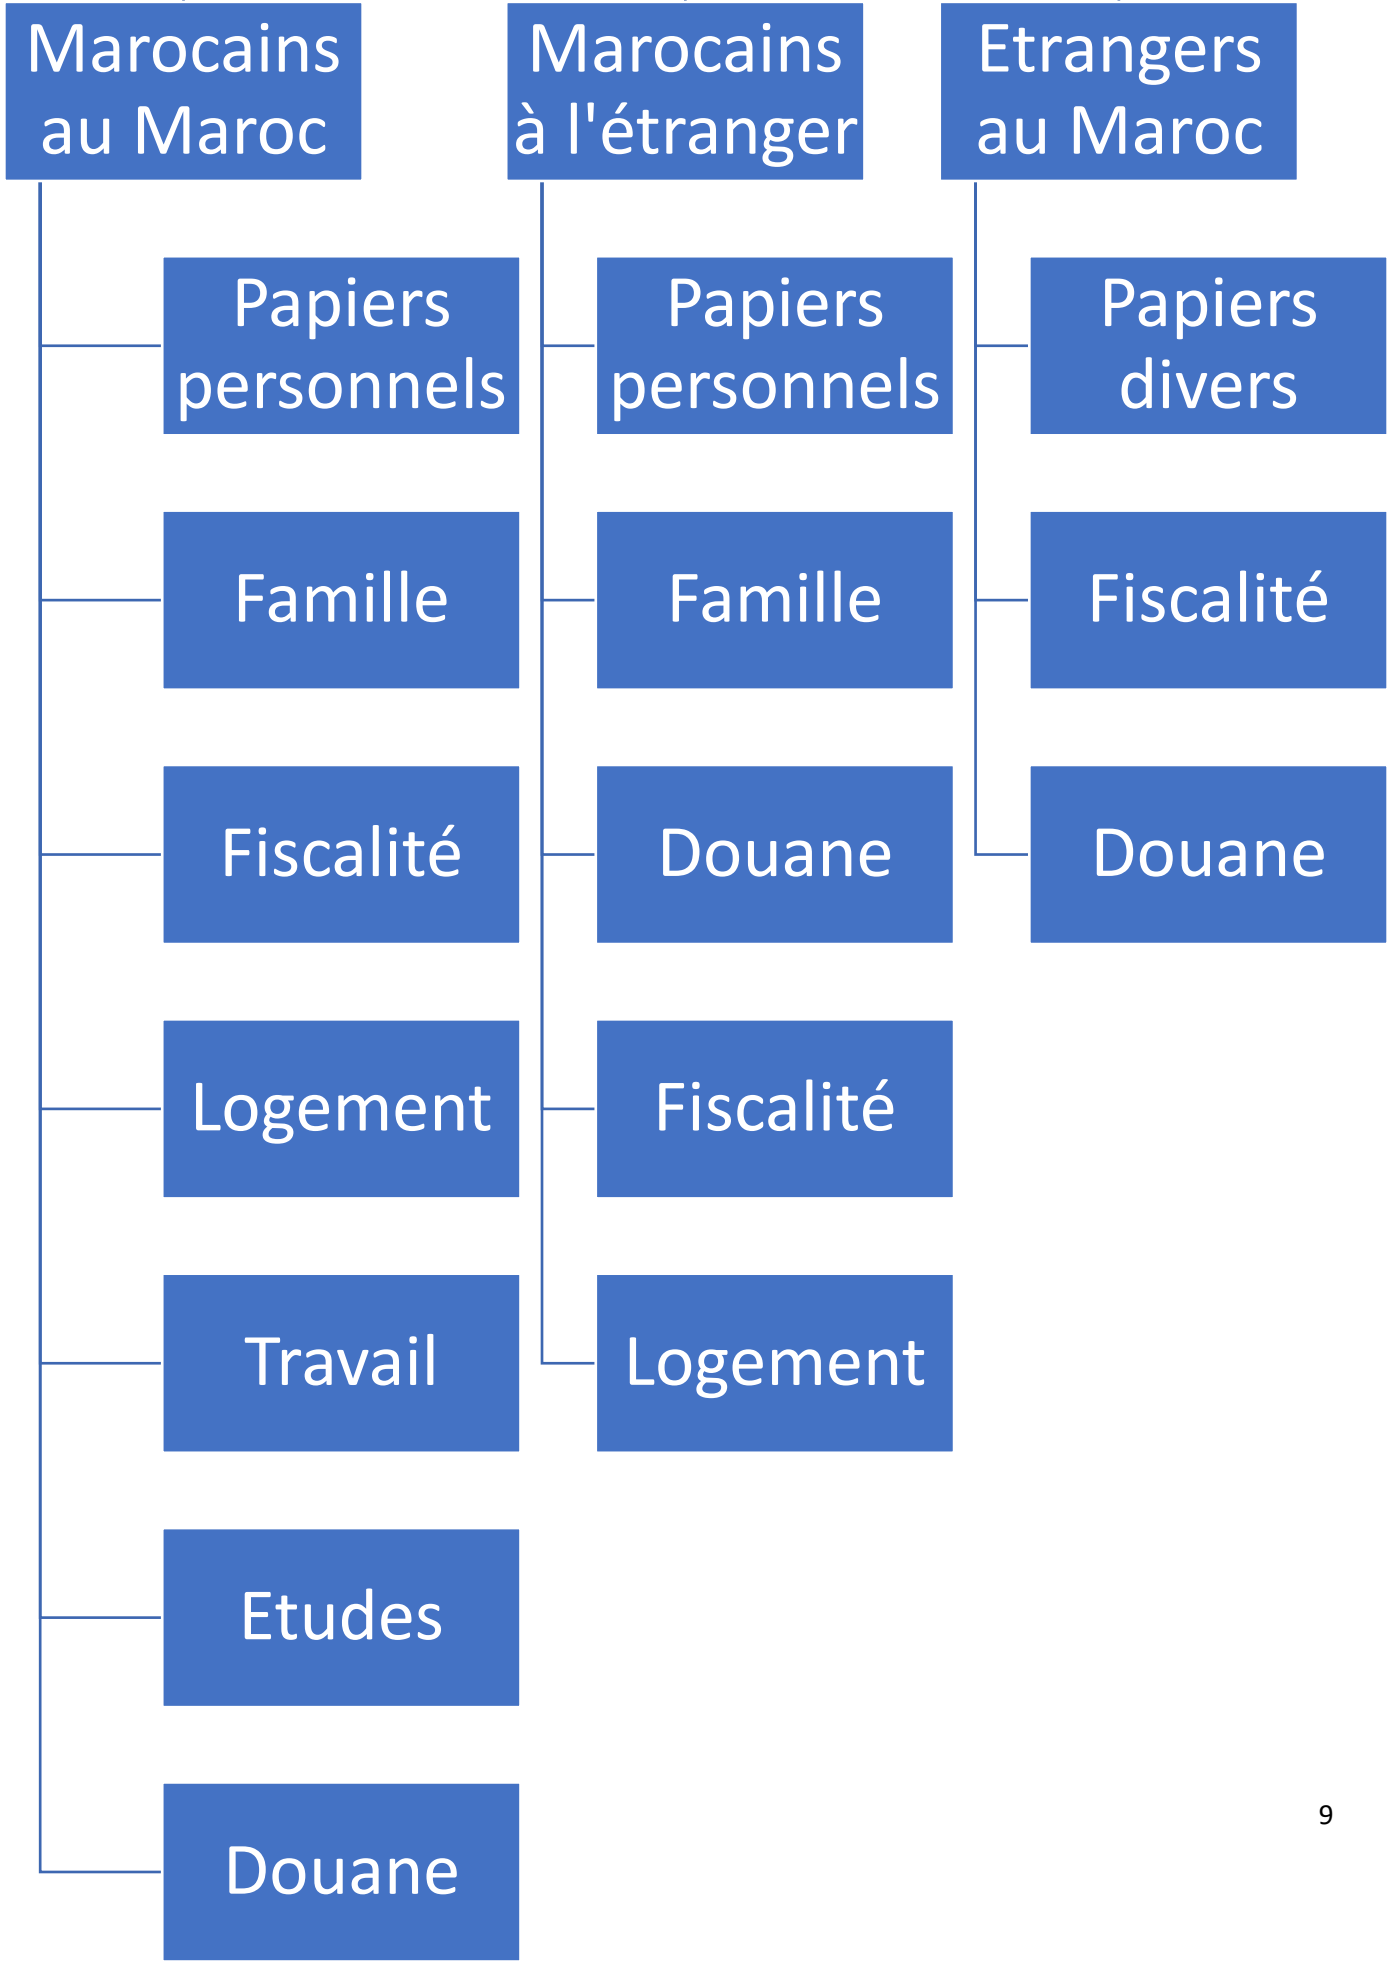 Marocains
au Maroc
Papiers
personnels
Famille
Fiscalité
Logement
Travail
Etudes
Douane
Marocains
à l'étranger
Papiers
personnels
Famille
Douane
Fiscalité
Logement
Etrangers
au Maroc
Papiers
divers
Fiscalité
Douane
9